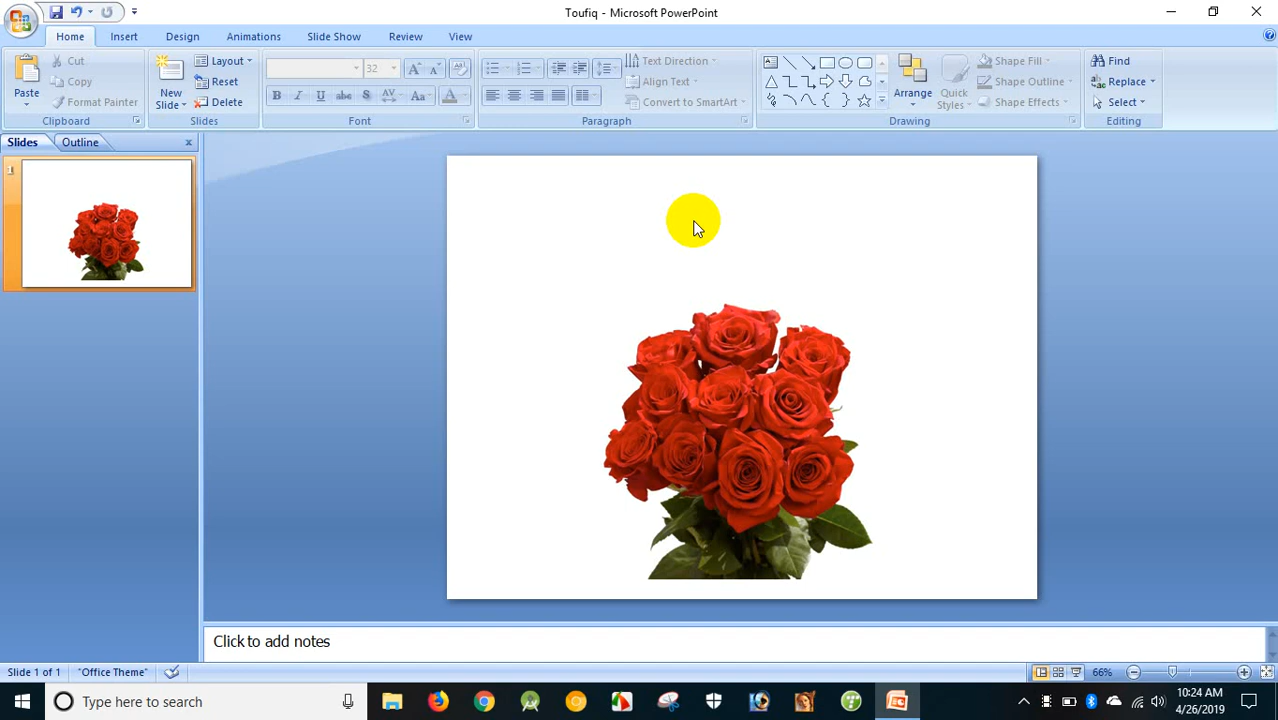 Toufiq - Microsoft PowerPoint
Home Insert Design Animations Slide Show Review View
Paste
Cut
Copy
Format Painter
Clipboard
New Slide
Layout
Reset
Delete
Slides
32
B I U abc S AV Aa A
Font
Text Direction
Align Text
Convert to SmartArt
Paragraph
Arrange
Quick Styles
Shape Fill
Shape Outline
Shape Effects
Drawing
Find
Replace
Select
Editing
Slides Outline
1
Click to add notes
Slide 1 of 1 "Office Theme" 66%
Type here to search
10:24 AM
4/26/2019